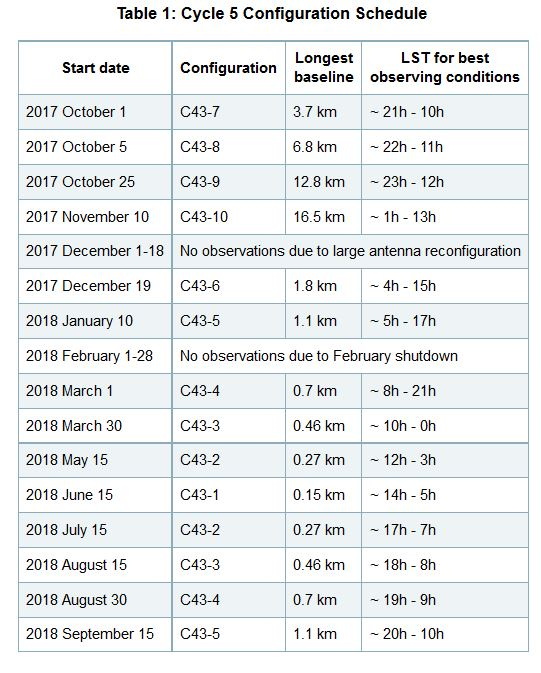 Table 1: Cycle 5 Configuration Schedule
Start date Configuration Longest baseline LST for best observing conditions
2017 October 1 C43-7 3.7 km ~ 21h - 10h
2017 October 5 C43-8 6.8 km ~ 22h - 11h
2017 October 25 C43-9 12.8 km ~ 23h - 12h
2017 November 10 C43-10 16.5 km ~ 1h - 13h
2017 December 1-18 No observations due to large antenna reconfiguration
2017 December 19 C43-6 1.8 km ~ 4h - 15h
2018 January 10 C43-5 1.1 km ~ 5h - 17h
2018 February 1-28 No observations due to February shutdown
2018 March 1 C43-4 0.7 km ~ 8h - 21h
2018 March 30 C43-3 0.46 km ~ 10h - 0h
2018 May 15 C43-2 0.27 km ~ 12h - 3h
2018 June 15 C43-1 0.15 km ~ 14h - 5h
2018 July 15 C43-2 0.27 km ~ 17h - 7h
2018 August 15 C43-3 0.46 km ~ 18h - 8h
2018 August 30 C43-4 0.7 km ~ 19h - 9h
2018 September 15 C43-5 1.1 km ~ 20h - 10h